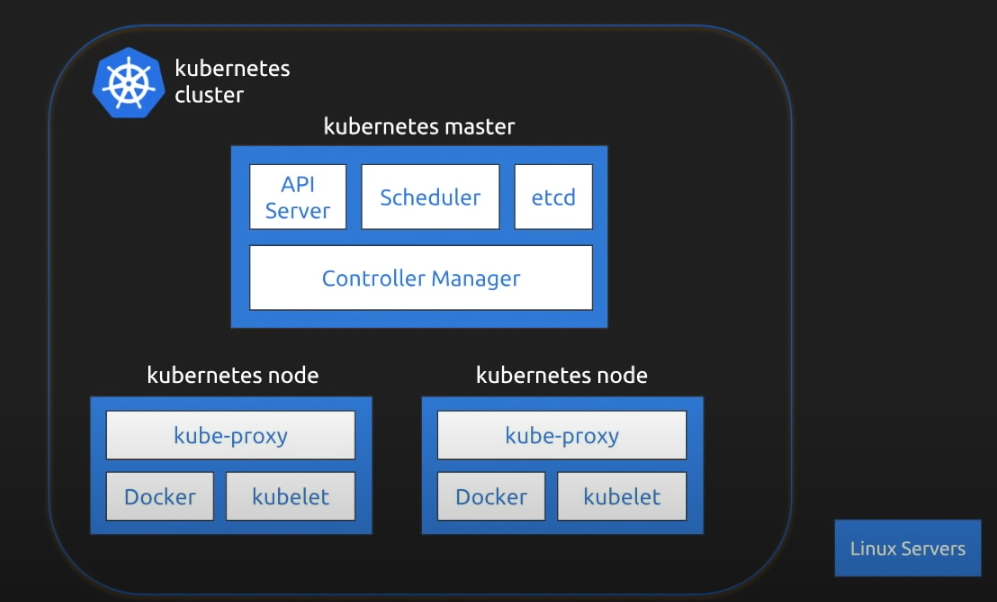 kubernetes
cluster
kubernetes master
API
Server
Scheduler
etcd
Controller Manager
kubernetes node
kubernetes node
kube-proxy
kube-proxy
Docker
kubelet
Docker
kubelet
Linux Servers